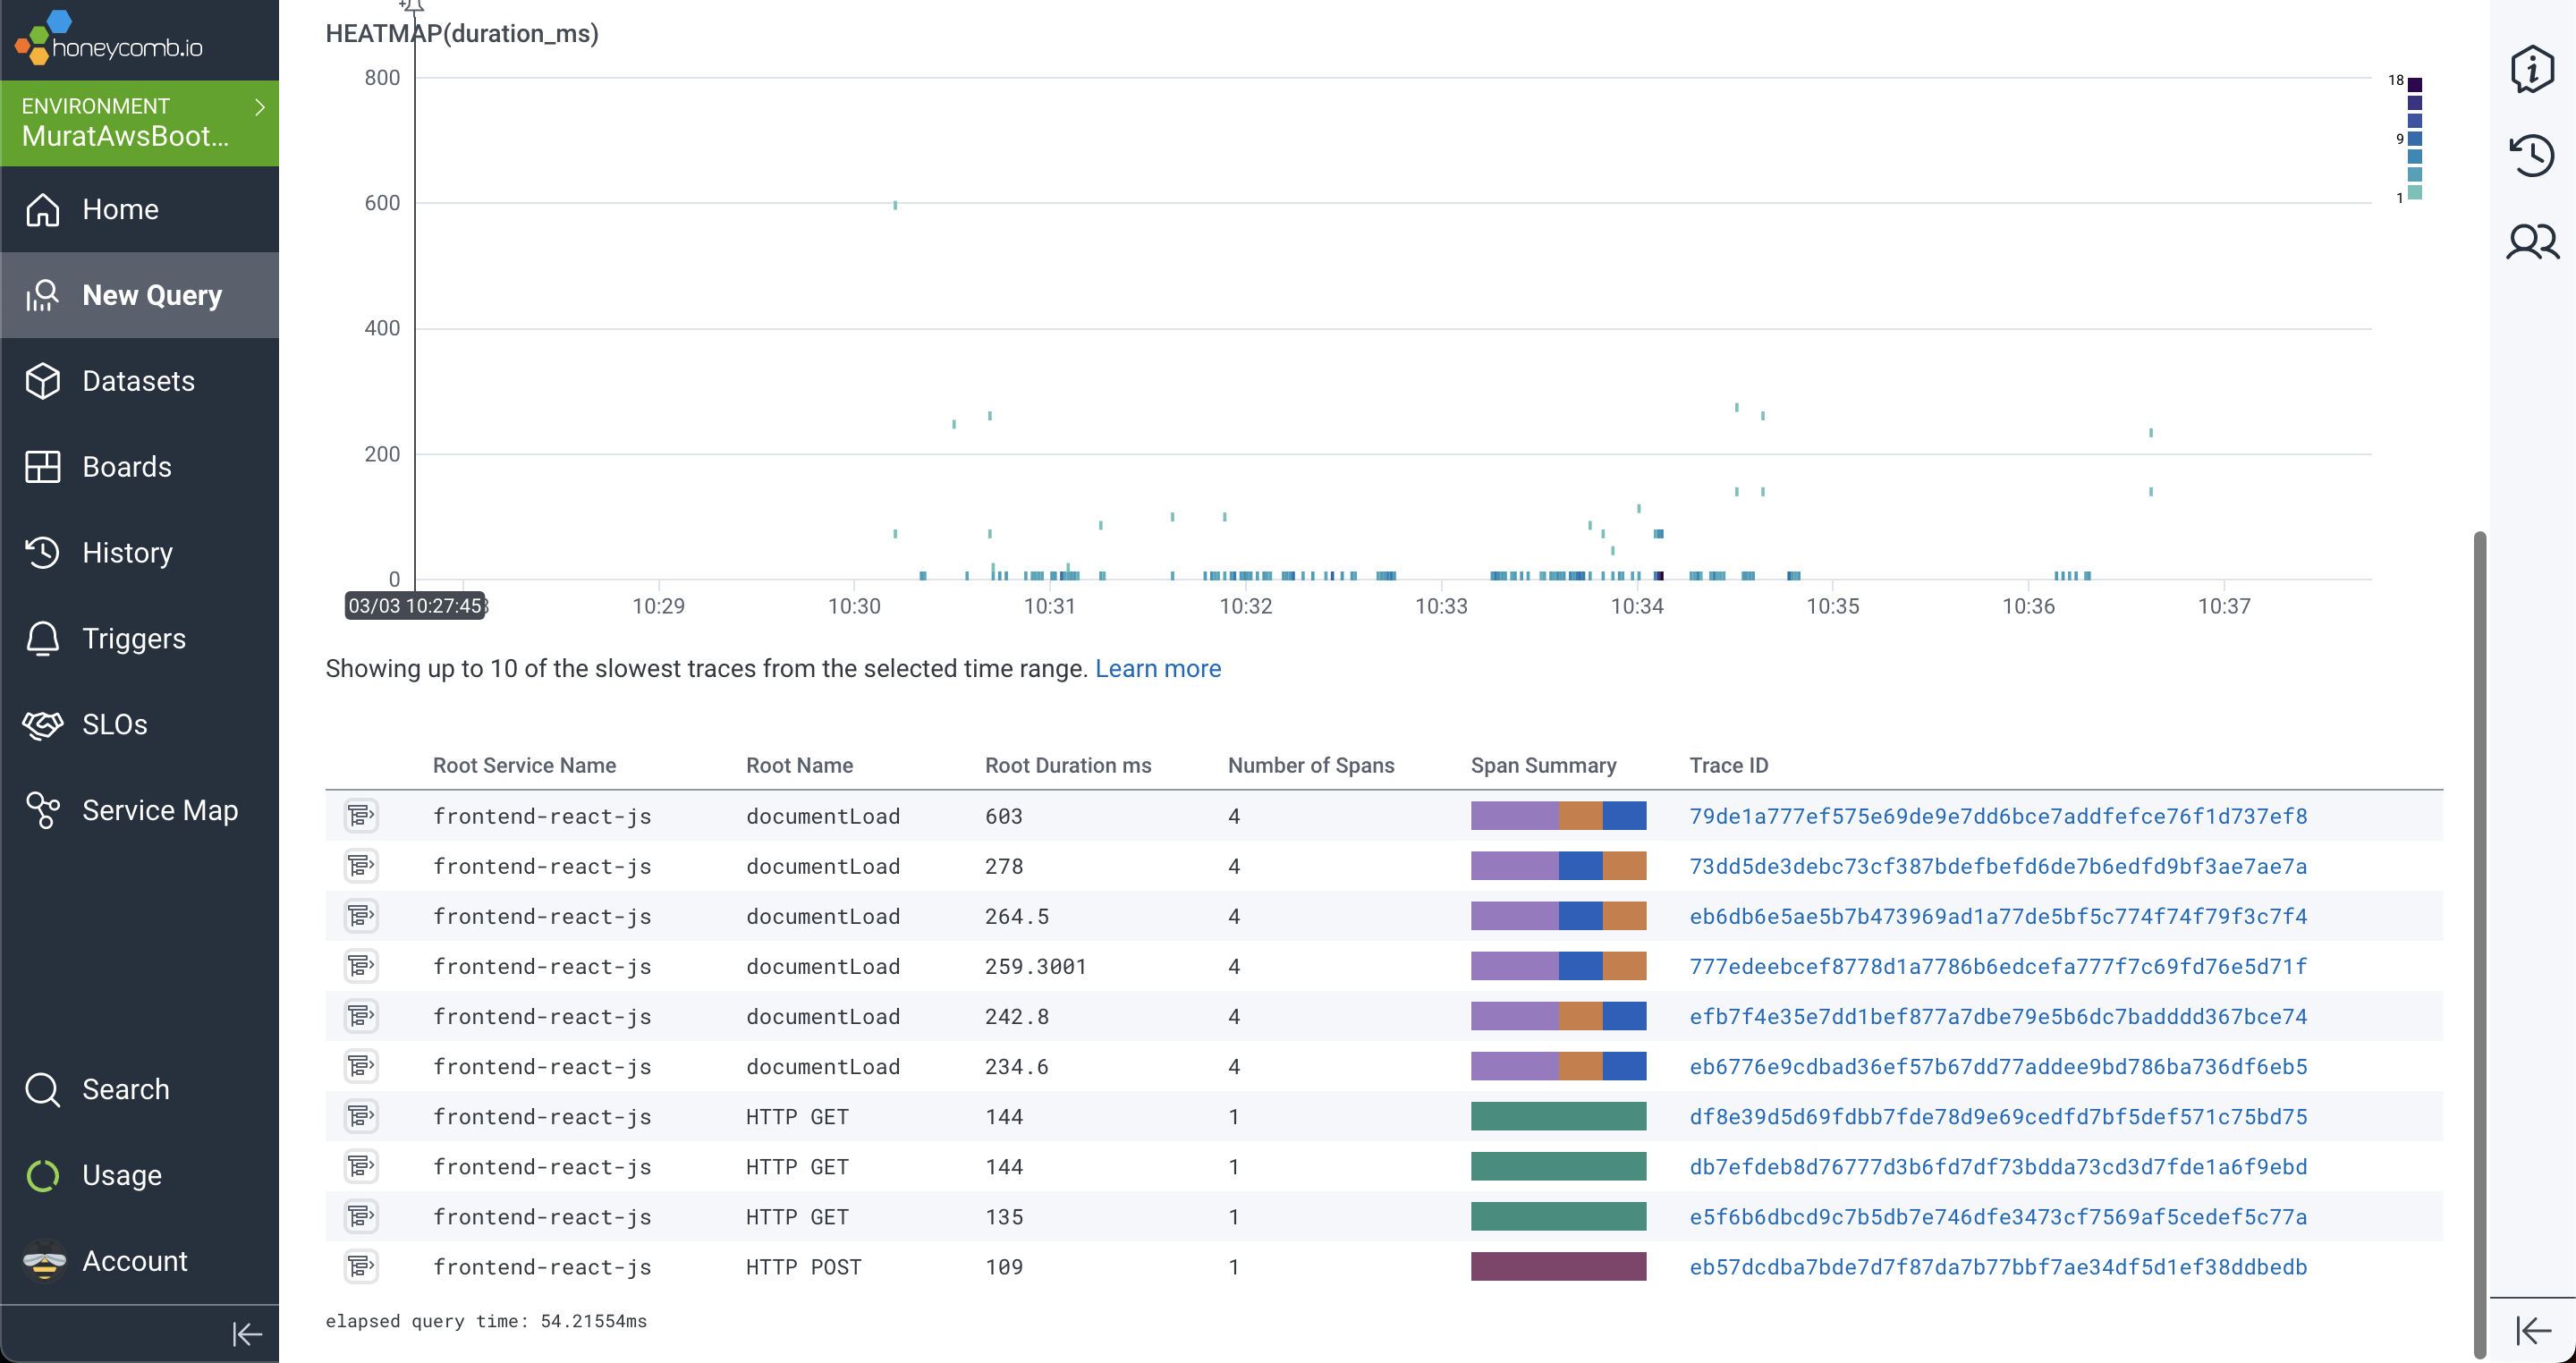 honeycomb.io
ENVIRONMENT
MuratAwsBoot...
Home
New Query
Datasets
Boards
History
Triggers
SLOs
Service Map
Search
Usage
Account
HEATMAP(duration_ms)
800
600
400
200
0
18
9
1
03/03 10:27:45
10:29 10:30 10:31 10:32 10:33 10:34 10:35 10:36 10:37
Showing up to 10 of the slowest traces from the selected time range. Learn more
Root Service Name Root Name Root Duration ms Number of Spans Span Summary Trace ID
frontend-react-js documentLoad 603 4 79de1a777ef575e69de9e7dd6bce7addfefce76f1d737ef8
frontend-react-js documentLoad 278 4 73dd5de3debc73cf387bdefbefd6de7b6edfd9bf3ae7ae7a
frontend-react-js documentLoad 264.5 4 eb6db6e5ae5b7b473969ad1a77de5bf5c774f74f79f3c7f4
frontend-react-js documentLoad 259.3001 4 777edeebcef8778d1a7786b6edcefa777f7c69fd76e5d71f
frontend-react-js documentLoad 242.8 4 efb7f4e35e7dd1bef877a7dbe79e5b6dc7badddd367bce74
frontend-react-js documentLoad 234.6 4 eb6776e9cdbad36ef57b67dd77addee9bd786ba736df6eb5
frontend-react-js HTTP GET 144 1 df8e39d5d69fdbb7fde78d9e69cedfd7bf5def571c75bd75
frontend-react-js HTTP GET 144 1 db7efdeb8d76777d3b6fd7df73bdda73cd3d7fde1a6f9ebd
frontend-react-js HTTP GET 135 1 e5f6b6dbcd9c7b5db7e746dfe3473cf7569af5cedef5c77a
frontend-react-js HTTP POST 109 1 eb57dcdba7bde7d7f87da7b77bbf7ae34df5d1ef38ddbedb
elapsed query time: 54.21554ms